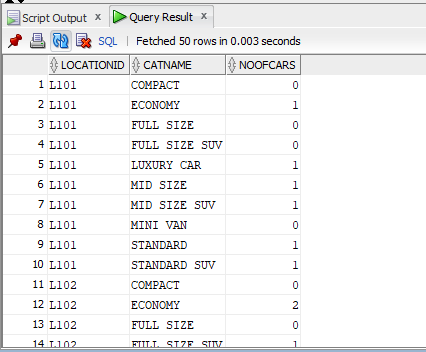 Script Output x Query Result x
SQL | Fetched 50 rows in 0.003 seconds
LOCATIONID CATNAME NOOFCARS
1 L101 COMPACT 0
2 L101 ECONOMY 1
3 L101 FULL SIZE 0
4 L101 FULL SIZE SUV 0
5 L101 LUXURY CAR 1
6 L101 MID SIZE 1
7 L101 MID SIZE SUV 1
8 L101 MINI VAN 0
9 L101 STANDARD 1
10 L101 STANDARD SUV 1
11 L102 COMPACT 0
12 L102 ECONOMY 2
13 L102 FULL SIZE 0
14 L102 FULL SIZE SUV 1